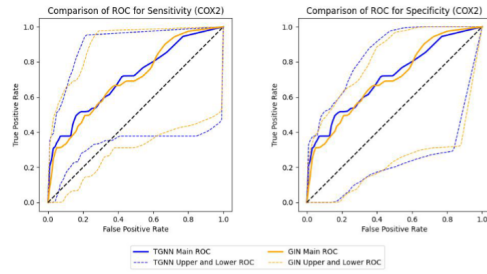 Comparison of ROC for Sensitivity (COX2)
True Positive Rate
1.0
0.8
0.6
0.4
0.2
0.0
0.0 0.2 0.4 0.6 0.8 1.0
False Positive Rate
Comparison of ROC for Specificity (COX2)
True Positive Rate
1.0
0.8
0.6
0.4
0.2
0.0
0.0 0.2 0.4 0.6 0.8 1.0
False Positive Rate
TGNN Main ROC
TGNN Upper and Lower ROC
GIN Main ROC
GIN Upper and Lower ROC